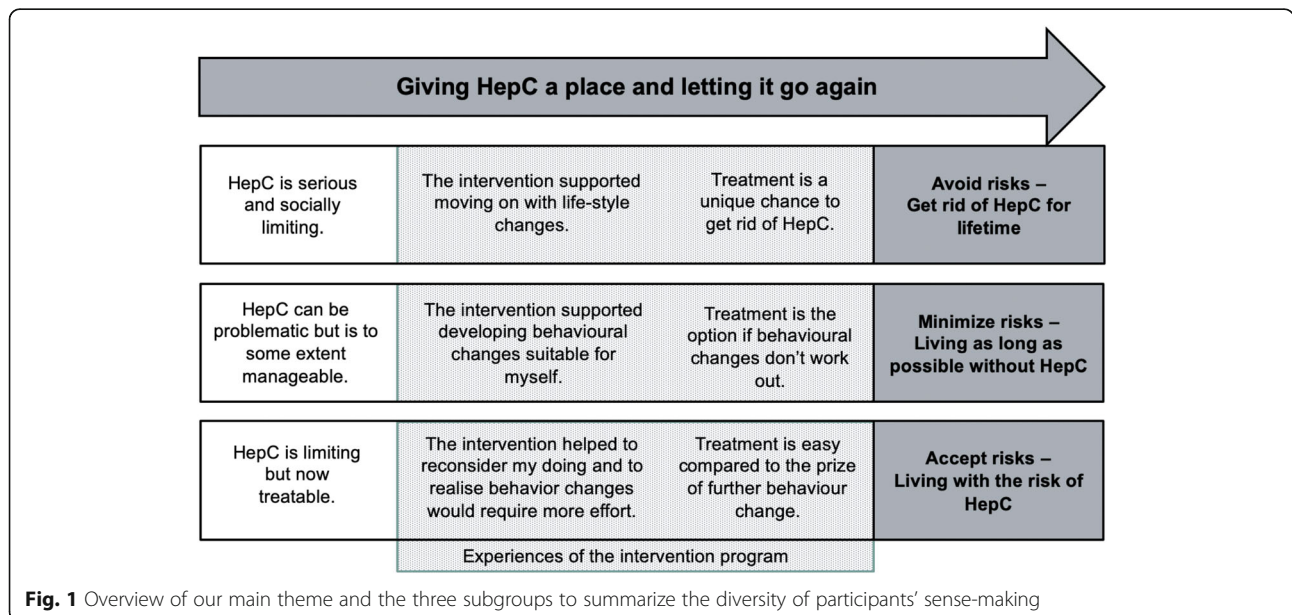 Giving HepC a place and letting it go again
HepC is serious
and socially
limiting.
The intervention supported
moving on with life-style
changes.
Treatment is a
unique chance to
get rid of HepC.
Avoid risks –
Get rid of HepC for
lifetime
HepC can be
problematic but is to
some extent
manageable.
The intervention supported
developing behavioural
changes suitable for
myself.
Treatment is the
option if behavioural
changes don't work
out.
Minimize risks –
Living as long as
possible without HepC
HepC is limiting
but now
treatable.
The intervention helped to
reconsider my doing and to
realise behavior changes
would require more effort.
Treatment is easy
compared to the prize
of further behaviour
change.
Accept risks –
Living with the risk of
HepC
Experiences of the intervention program
Fig. 1 Overview of our main theme and the three subgroups to summarize the diversity of participants' sense-making